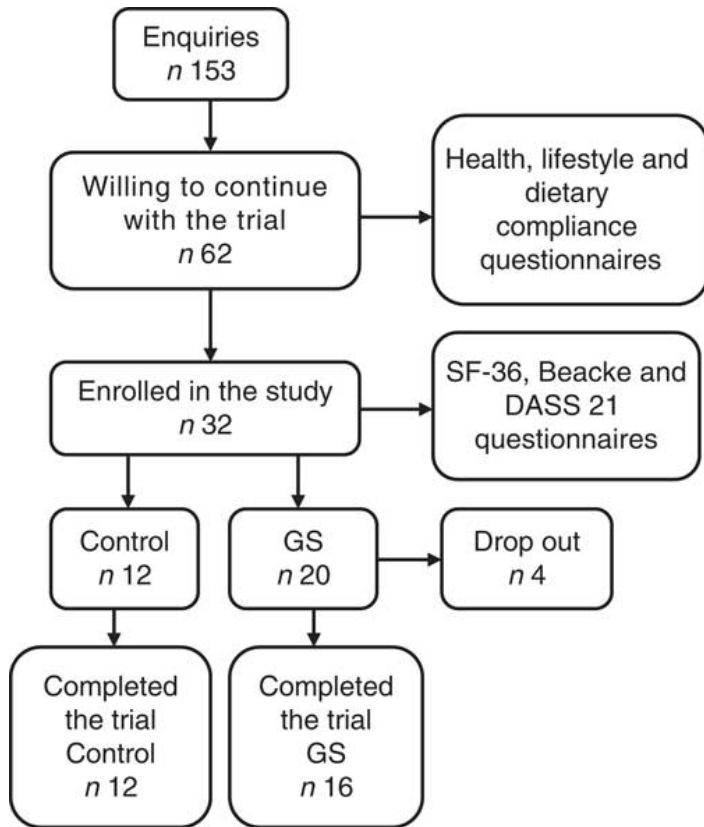 Enquiries
n 153
Willing to continue
with the trial
n 62
Health, lifestyle and
dietary
compliance
questionnaires
Enrolled in the study
n 32
SF-36, Beacke and
DASS 21
questionnaires
Control
n 12
GS
n 20
Drop out
n 4
Completed
the trial
Control
n 12
Completed
the trial
GS
n 16